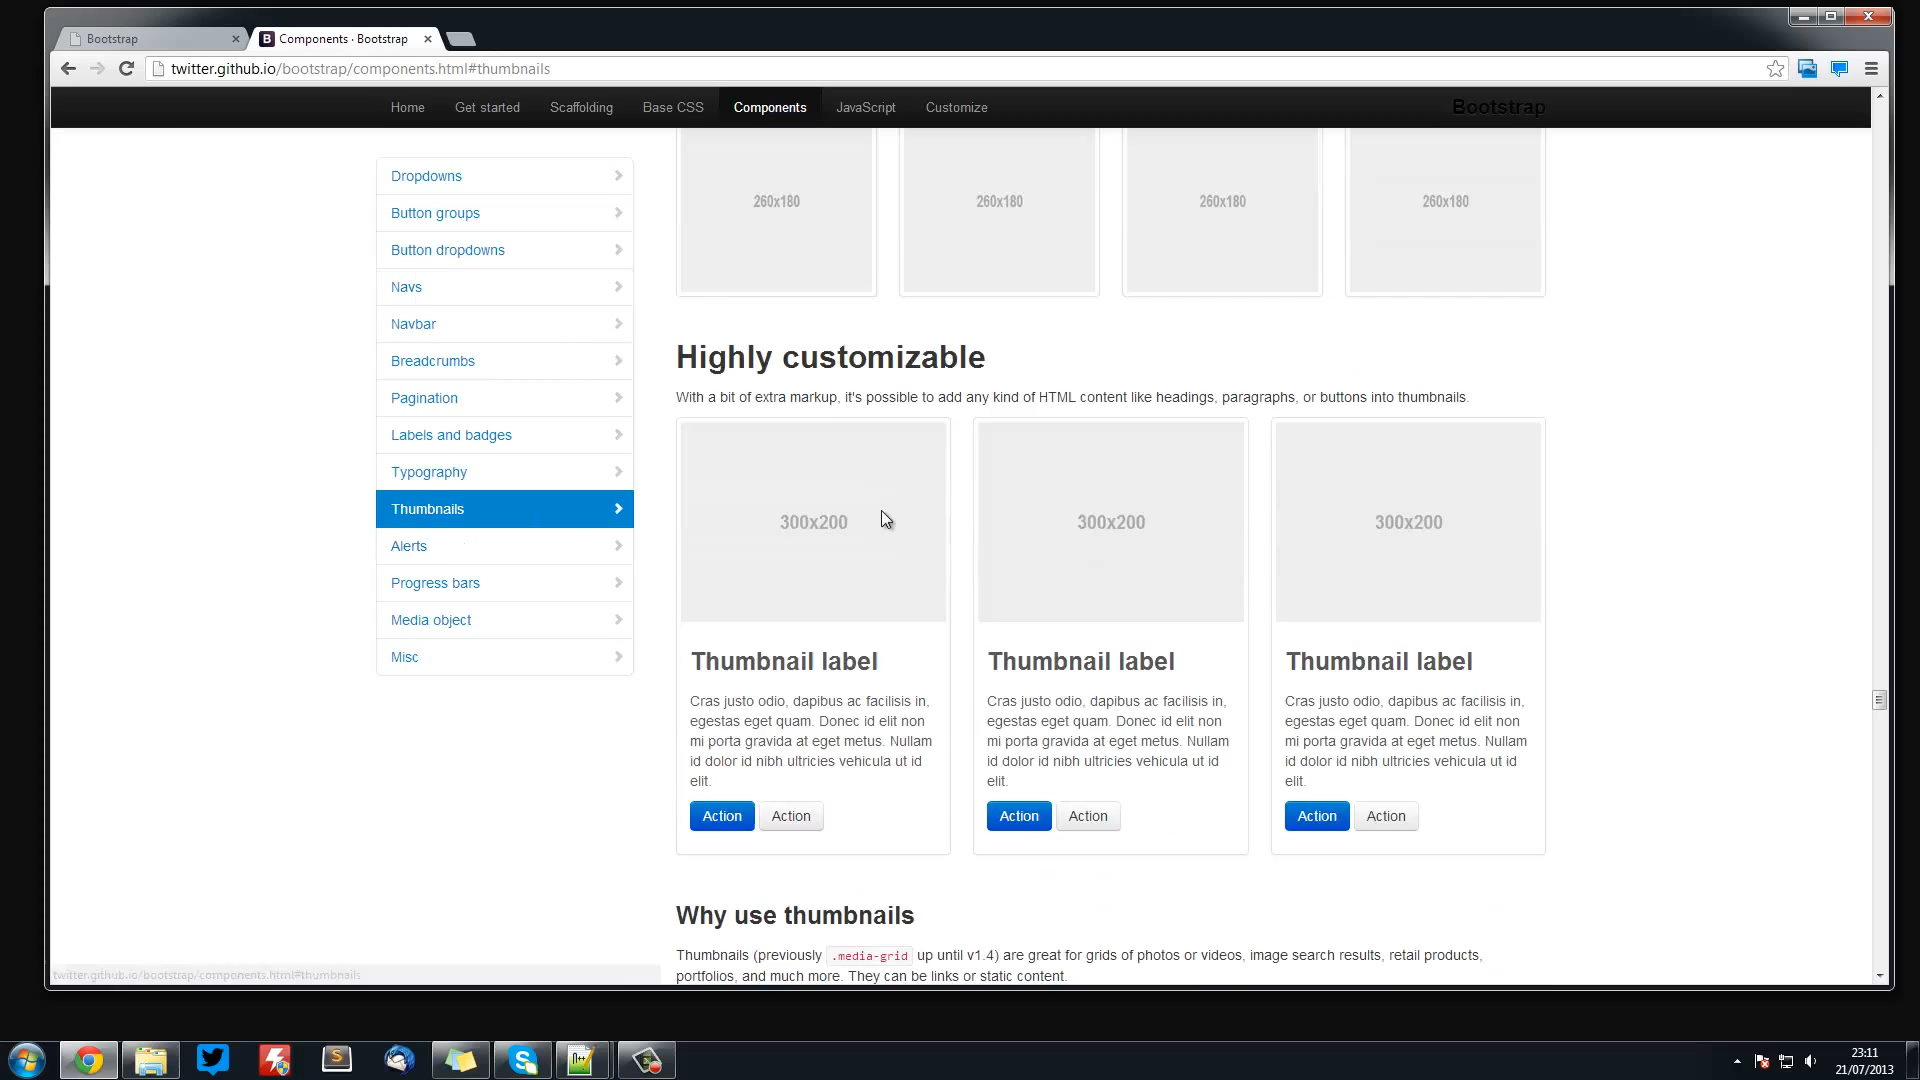 Bootstrap
Components · Bootstrap
twitter.github.io/bootstrap/components.html#thumbnails
Home Get started Scaffolding Base CSS Components JavaScript Customize Bootstrap
Dropdowns
Button groups
Button dropdowns
Navs
Navbar
Breadcrumbs
Pagination
Labels and badges
Typography
Thumbnails
Alerts
Progress bars
Media object
Misc
260x180 260x180 260x180 260x180
Highly customizable
With a bit of extra markup, it's possible to add any kind of HTML content like headings, paragraphs, or buttons into thumbnails.
300x200
Thumbnail label
Cras justo odio, dapibus ac facilisis in,
egestas eget quam. Donec id elit non
mi porta gravida at eget metus. Nullam
id dolor id nibh ultricies vehicula ut id
elit.
Action Action
300x200
Thumbnail label
Cras justo odio, dapibus ac facilisis in,
egestas eget quam. Donec id elit non
mi porta gravida at eget metus. Nullam
id dolor id nibh ultricies vehicula ut id
elit.
Action Action
300x200
Thumbnail label
Cras justo odio, dapibus ac facilisis in,
egestas eget quam. Donec id elit non
mi porta gravida at eget metus. Nullam
id dolor id nibh ultricies vehicula ut id
elit.
Action Action
Why use thumbnails
Thumbnails (previously .media-grid up until v1.4) are great for grids of photos or videos, image search results, retail products,
portfolios, and much more. They can be links or static content.
twitter.github.io/bootstrap/components.html#thumbnails
23:11
21/07/2013